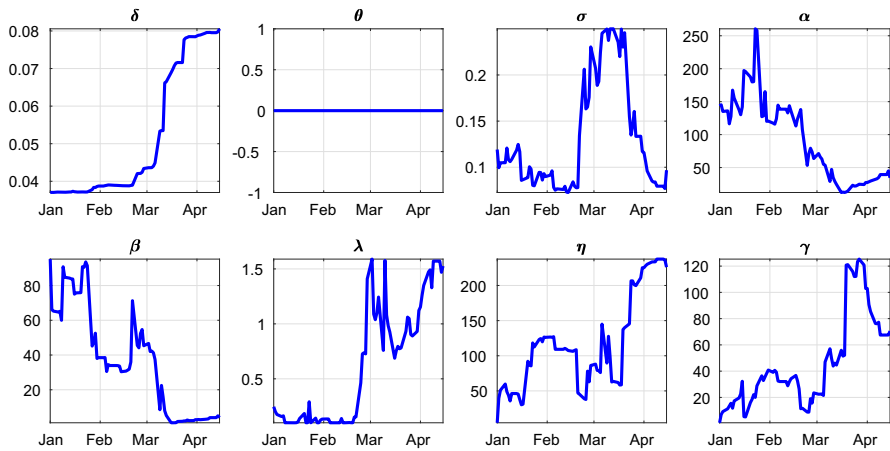 δ
θ
σ
α
0.08
0.07
0.06
0.05
0.04
Jan Feb Mar Apr
1
0.5
0
-0.5
-1
Jan Feb Mar Apr
0.2
0.15
0.1
Jan Feb Mar Apr
250
200
150
100
50
Jan Feb Mar Apr
β
λ
η
γ
80
60
40
20
Jan Feb Mar Apr
1.5
1
0.5
Jan Feb Mar Apr
200
150
100
50
Jan Feb Mar Apr
120
100
80
60
40
20
Jan Feb Mar Apr